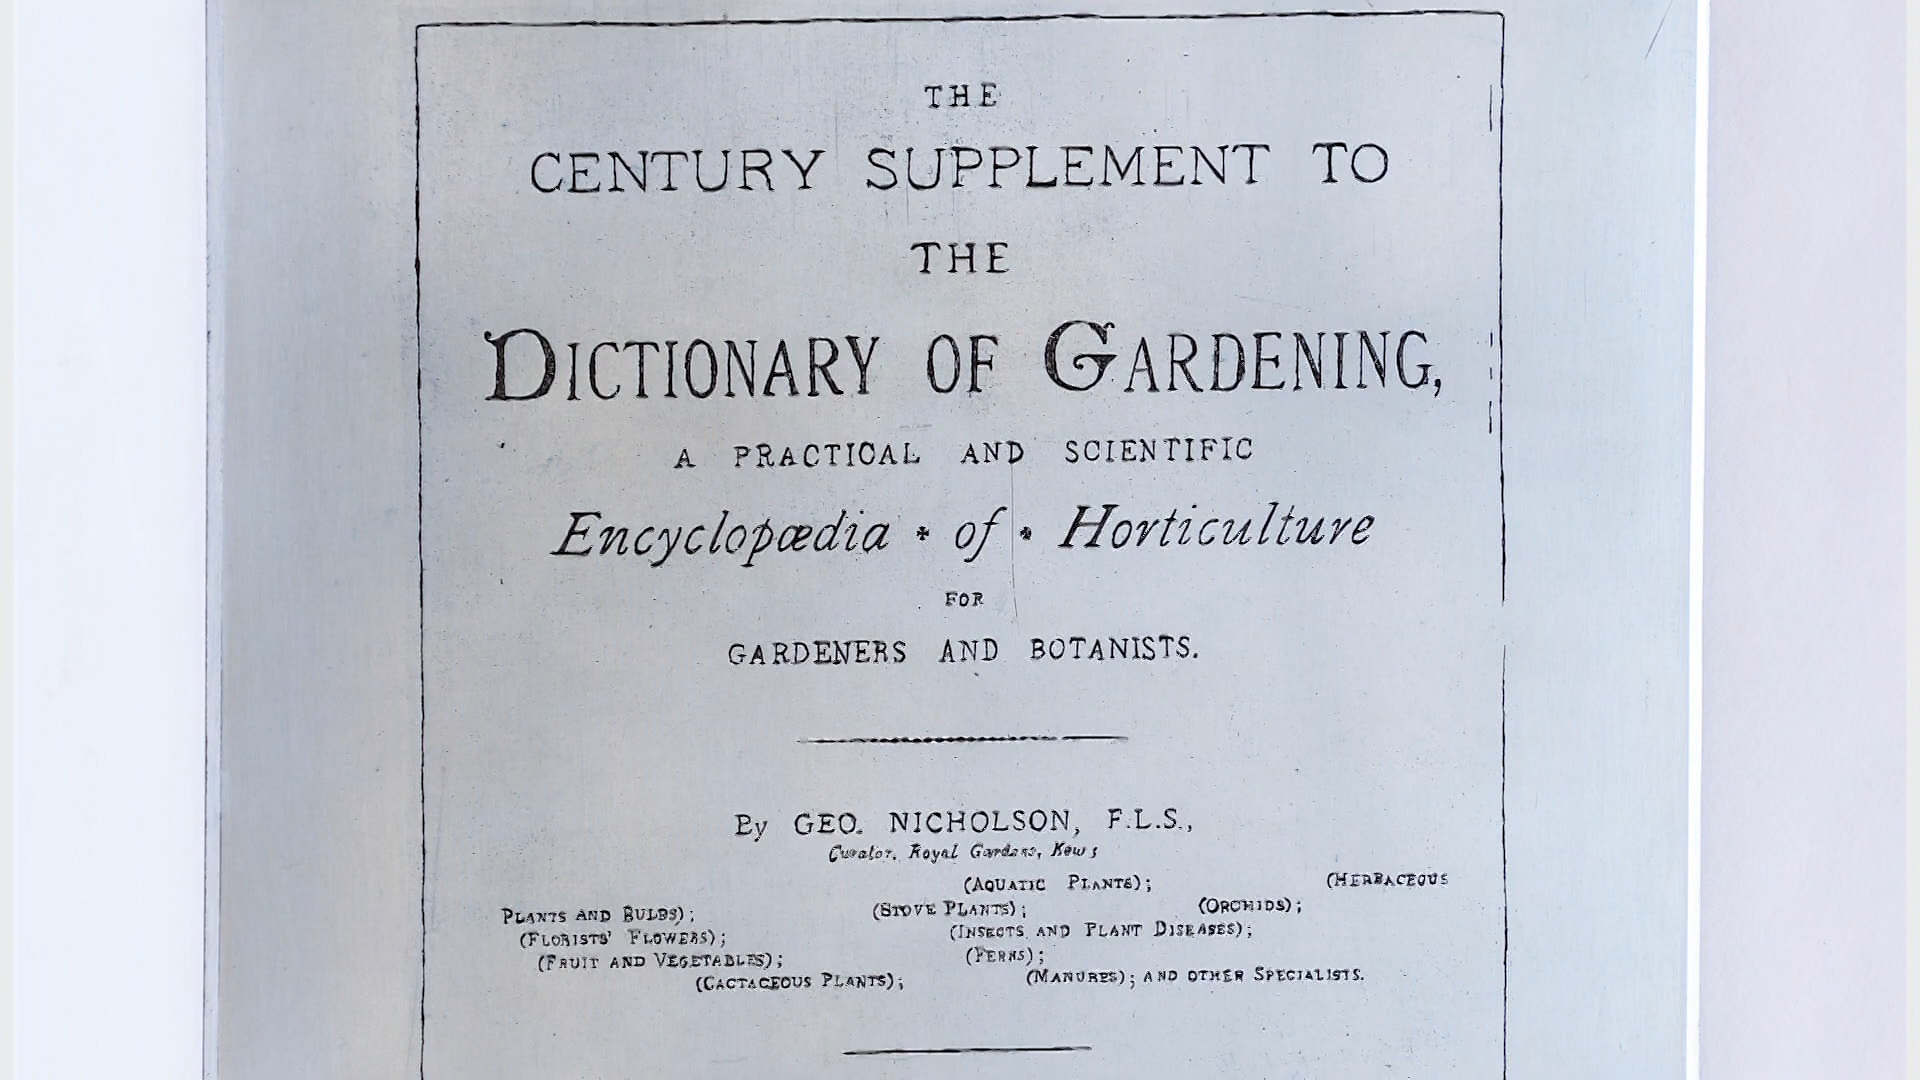 THE
CENTURY SUPPLEMENT TO
THE
DICTIONARY OF GARDENING,
A PRACTICAL AND SCIENTIFIC
Encyclopædia of Horticulture
FOR
GARDENERS AND BOTANISTS.
By GEO. NICHOLSON, F.L.S.,
Curator, Royal Gardens, Kew;
(AQUATIC PLANTS); (HERBACEOUS
PLANTS AND BULBS); (STOVE PLANTS); (ORCHIDS);
(FLORISTS' FLOWERS); (INSECTS AND PLANT DISEASES);
(FRUIT AND VEGETABLES); (FERNS);
(CACTACEOUS PLANTS); (MANURES); AND OTHER SPECIALISTS.